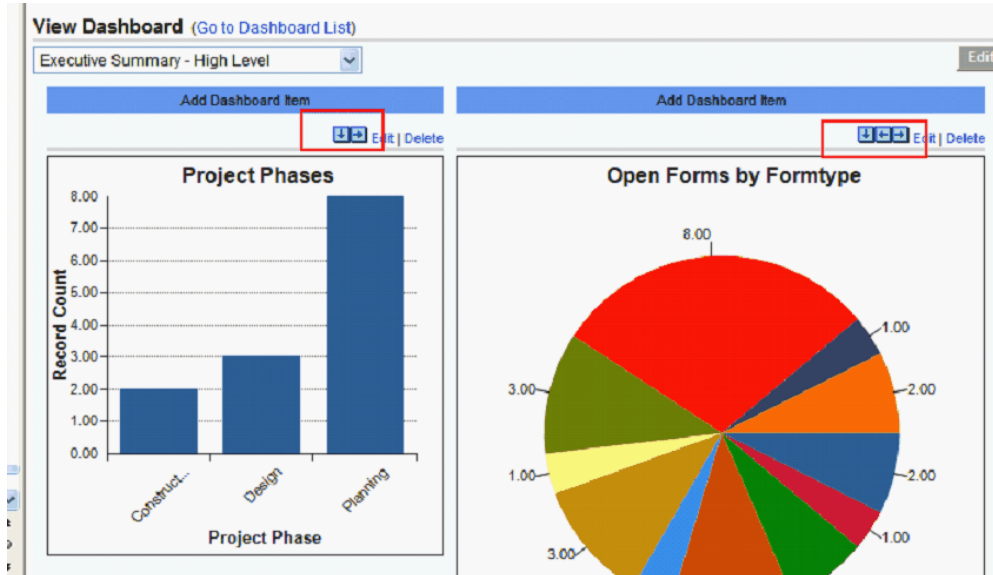 View Dashboard (Go to Dashboard List)
Executive Summary - High Level
Edit
Add Dashboard Item
Add Dashboard Item
Edit | Delete
Edit | Delete
Project Phases
8.00
7.00
6.00
5.00
4.00
3.00
2.00
1.00
0.00
Record Count
Construct...
Design
Planning
Project Phase
Open Forms by Formtype
8.00
1.00
2.00
2.00
1.00
3.00
1.00
3.00